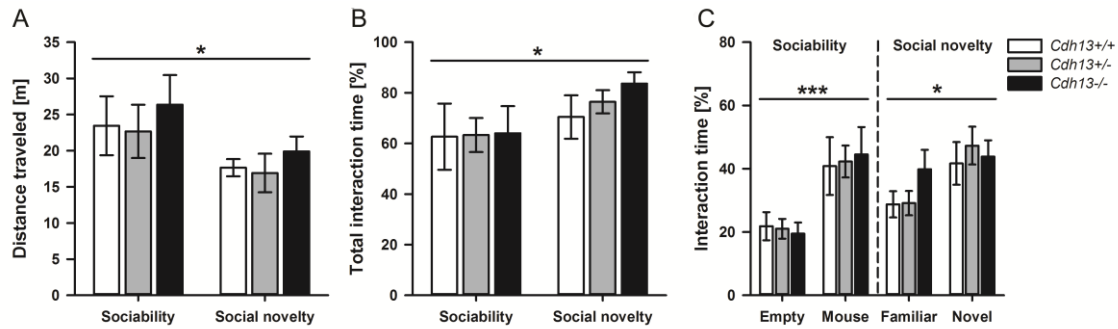 A
Distance traveled [m]
35
30
25
20
15
10
5
0
*
Sociability
Social novelty
B
Total interaction time [%]
100
80
60
40
20
0
*
Sociability
Social novelty
C
Interaction time [%]
80
60
40
20
0
Sociability
Social novelty
***
*
Empty
Mouse
Familiar
Novel
Cdh13+/+
Cdh13+/-
Cdh13-/-